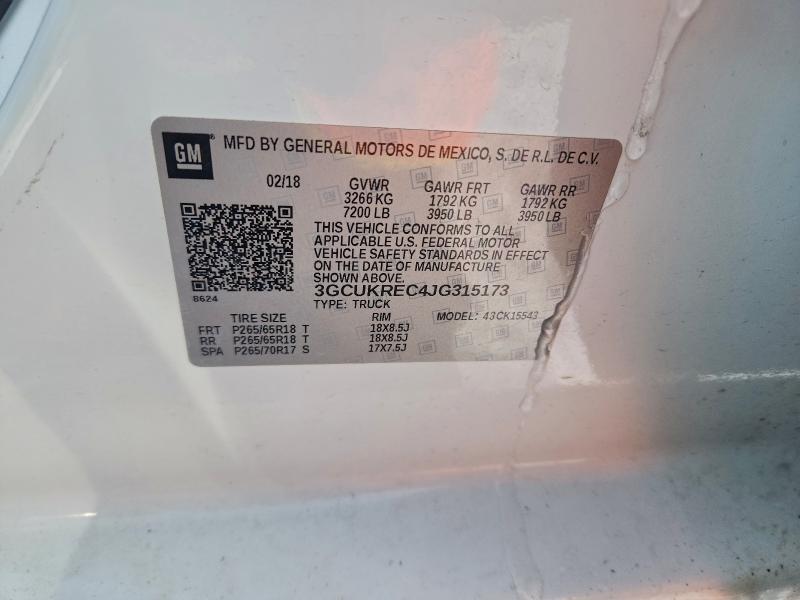 GM MFD BY GENERAL MOTORS DE MEXICO, S. DE R.L. DE C.V.
02/18 GVWR GAWR FRT GAWR RR
3266 KG 1792 KG 1792 KG
7200 LB 3950 LB 3950 LB
THIS VEHICLE CONFORMS TO ALL
APPLICABLE U.S. FEDERAL MOTOR
VEHICLE SAFETY STANDARDS IN EFFECT
ON THE DATE OF MANUFACTURE
SHOWN ABOVE.
8624 3GCUKREC4JG315173
TYPE: TRUCK MODEL: 43CK15543
TIRE SIZE RIM
FRT P265/65R18 T 18X8.5J
RR P265/65R18 T 18X8.5J
SPA P265/70R17 S 17X7.5J